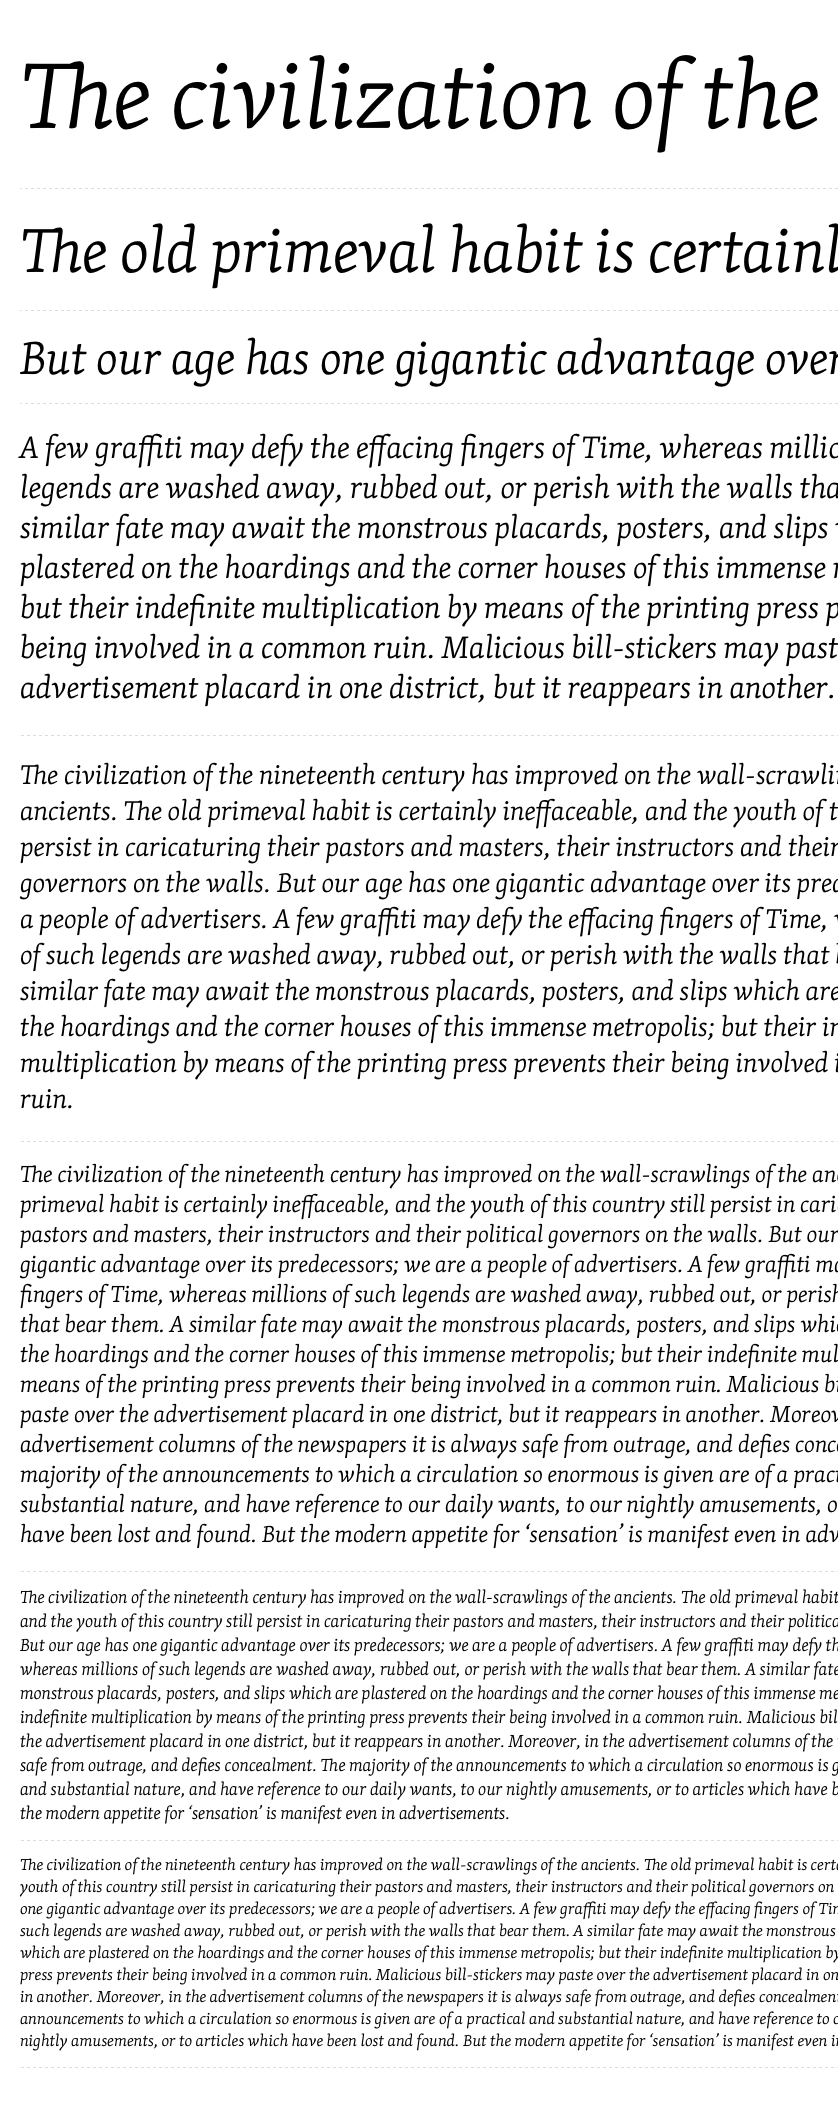 The civilization of the
The old primeval habit is certainl
But our age has one gigantic advantage over
A few graffiti may defy the effacing fingers of Time, whereas millio
legends are washed away, rubbed out, or perish with the walls tha
similar fate may await the monstrous placards, posters, and slips
plastered on the hoardings and the corner houses of this immense
but their indefinite multiplication by means of the printing press p
being involved in a common ruin. Malicious bill-stickers may past
advertisement placard in one district, but it reappears in another.
The civilization of the nineteenth century has improved on the wall-scrawlin
ancients. The old primeval habit is certainly ineffaceable, and the youth of t
persist in caricaturing their pastors and masters, their instructors and their
governors on the walls. But our age has one gigantic advantage over its pred
a people of advertisers. A few graffiti may defy the effacing fingers of Time,
of such legends are washed away, rubbed out, or perish with the walls that
similar fate may await the monstrous placards, posters, and slips which are
the hoardings and the corner houses of this immense metropolis; but their in
multiplication by means of the printing press prevents their being involved i
ruin.
The civilization of the nineteenth century has improved on the wall-scrawlings of the anc
primeval habit is certainly ineffaceable, and the youth of this country still persist in cari
pastors and masters, their instructors and their political governors on the walls. But our
gigantic advantage over its predecessors; we are a people of advertisers. A few graffiti ma
fingers of Time, whereas millions of such legends are washed away, rubbed out, or perish
that bear them. A similar fate may await the monstrous placards, posters, and slips whic
the hoardings and the corner houses of this immense metropolis; but their indefinite mul
means of the printing press prevents their being involved in a common ruin. Malicious bi
paste over the advertisement placard in one district, but it reappears in another. Moreov
advertisement columns of the newspapers it is always safe from outrage, and defies conce
majority of the announcements to which a circulation so enormous is given are of a pract
substantial nature, and have reference to our daily wants, to our nightly amusements, o
have been lost and found. But the modern appetite for ‘sensation’ is manifest even in adv
The civilization of the nineteenth century has improved on the wall-scrawlings of the ancients. The old primeval habit
and the youth of this country still persist in caricaturing their pastors and masters, their instructors and their politica
But our age has one gigantic advantage over its predecessors; we are a people of advertisers. A few graffiti may defy th
whereas millions of such legends are washed away, rubbed out, or perish with the walls that bear them. A similar fate
monstrous placards, posters, and slips which are plastered on the hoardings and the corner houses of this immense me
indefinite multiplication by means of the printing press prevents their being involved in a common ruin. Malicious bil
the advertisement placard in one district, but it reappears in another. Moreover, in the advertisement columns of the
safe from outrage, and defies concealment. The majority of the announcements to which a circulation so enormous is g
and substantial nature, and have reference to our daily wants, to our nightly amusements, or to articles which have b
the modern appetite for ‘sensation’ is manifest even in advertisements.
The civilization of the nineteenth century has improved on the wall-scrawlings of the ancients. The old primeval habit is certa
youth of this country still persist in caricaturing their pastors and masters, their instructors and their political governors on
one gigantic advantage over its predecessors; we are a people of advertisers. A few graffiti may defy the effacing fingers of Tim
such legends are washed away, rubbed out, or perish with the walls that bear them. A similar fate may await the monstrous
which are plastered on the hoardings and the corner houses of this immense metropolis; but their indefinite multiplication by
press prevents their being involved in a common ruin. Malicious bill-stickers may paste over the advertisement placard in on
in another. Moreover, in the advertisement columns of the newspapers it is always safe from outrage, and defies concealmen
announcements to which a circulation so enormous is given are of a practical and substantial nature, and have reference to o
nightly amusements, or to articles which have been lost and found. But the modern appetite for ‘sensation’ is manifest even i